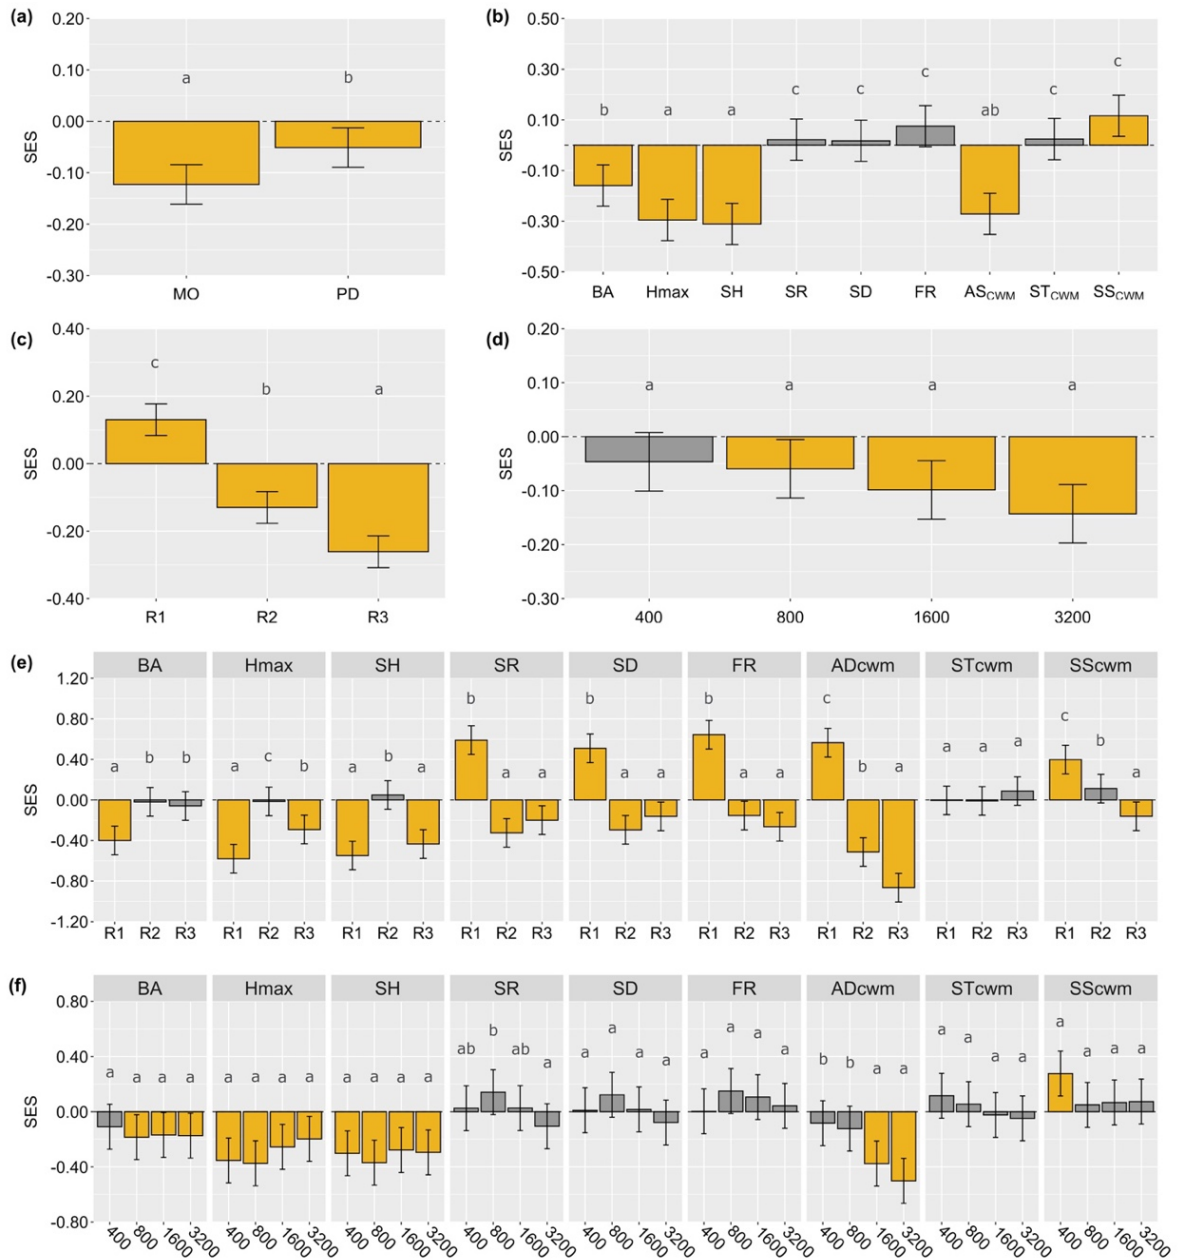 (a)
0.20
0.10
0.00
-0.10
-0.20
-0.30
SES
a b
MO PD
(b)
0.50
0.30
0.10
-0.10
-0.30
-0.50
SES
b a a c c c ab c c
BA Hmax SH SR SD FR ASCWM STCWM SSCWM
(c)
0.40
0.20
0.00
-0.20
-0.40
SES
c b a
R1 R2 R3
(d)
0.20
0.10
0.00
-0.10
-0.20
-0.30
SES
a a a a
400 800 1600 3200
(e)
BA Hmax SH SR SD FR ADcwm STcwm SScwm
1.20
0.80
0.40
0.00
-0.40
-0.80
-1.20
SES
a b b a c b a b a b a a b a a b a a c b a a a a c b a
R1 R2 R3 R1 R2 R3 R1 R2 R3 R1 R2 R3 R1 R2 R3 R1 R2 R3 R1 R2 R3 R1 R2 R3 R1 R2 R3
(f)
BA Hmax SH SR SD FR ADcwm STcwm SScwm
0.80
0.40
0.00
-0.40
-0.80
SES
a a a a a a a a a a a a ab b ab a a a a a a a a a b b a a a a a a a a a a
400 800 1600 3200 400 800 1600 3200 400 800 1600 3200 400 800 1600 3200 400 800 1600 3200 400 800 1600 3200 400 800 1600 3200 400 800 1600 3200 400 800 1600 3200